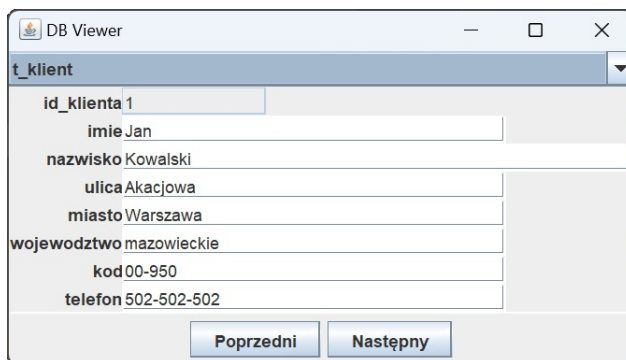 DB Viewer
t_klient
id_klienta 1
imie Jan
nazwisko Kowalski
ulica Akacjowa
miasto Warszawa
wojewodztwo mazowieckie
kod 00-950
telefon 502-502-502
Poprzedni Następny